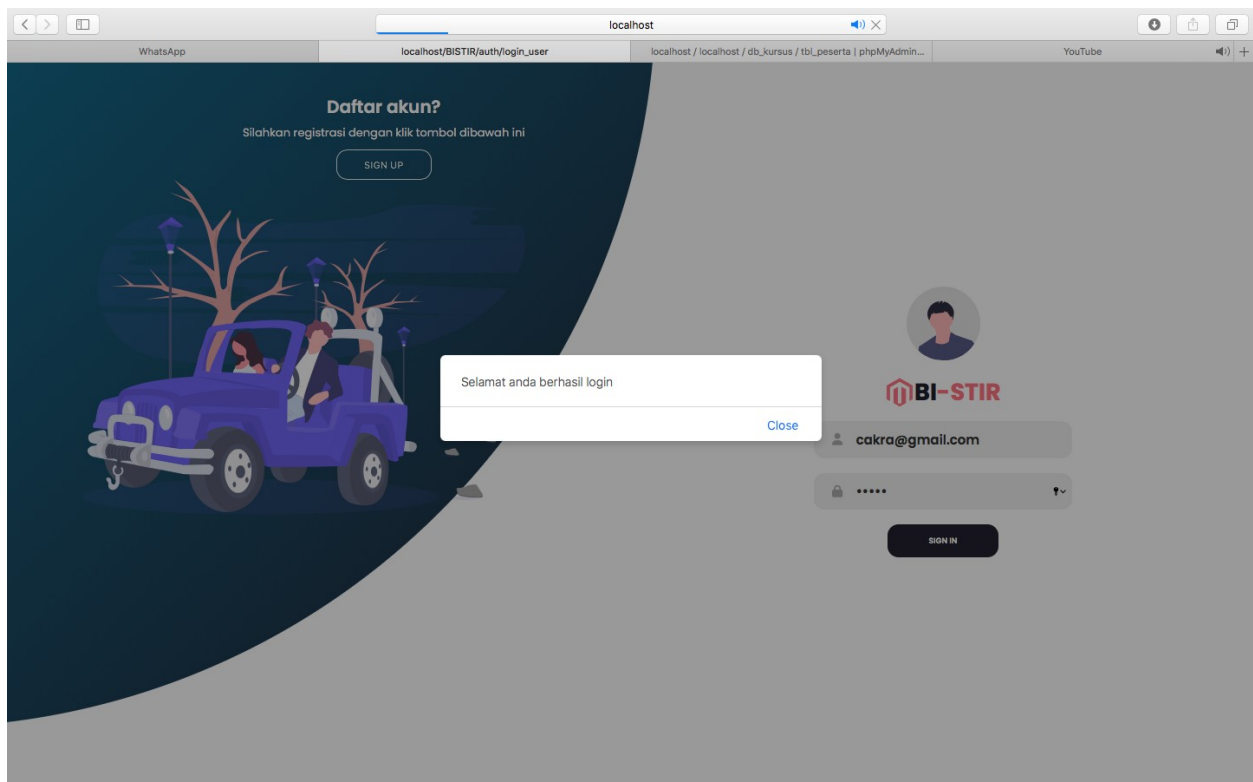 localhost
WhatsApp
localhost/BISTIR/auth/login_user
localhost / localhost / db_kursus / tbl_peserta | phpMyAdmin...
YouTube
Daftar akun?
Silahkan registrasi dengan klik tombol dibawah ini
SIGN UP
Selamat anda berhasil login
Close
BI-STIR
cakra@gmail.com
•••••
SIGN IN